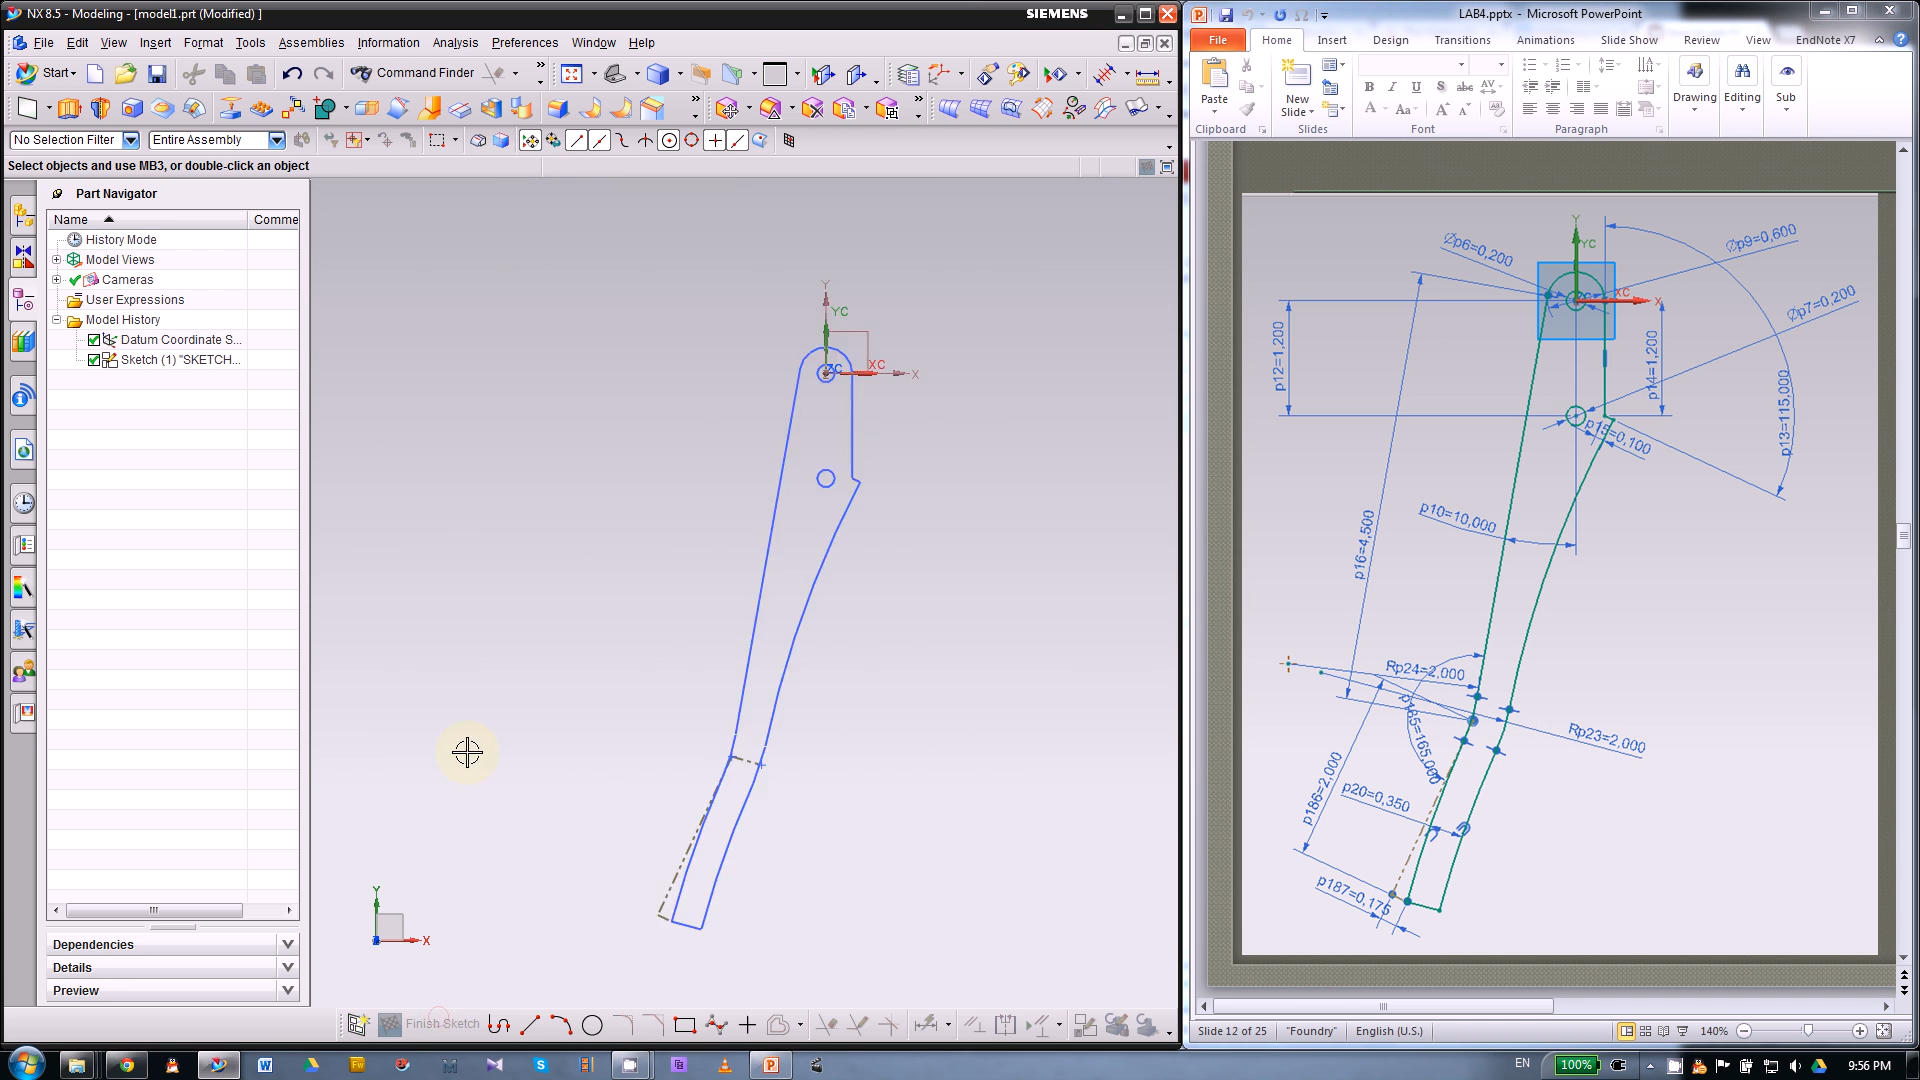 NX 8.5 - Modeling - [model1.prt (Modified) ]
SIEMENS
File Edit View Insert Format Tools Assemblies Information Analysis Preferences Window Help
Start
Command Finder
No Selection Filter
Entire Assembly
Select objects and use MB3, or double-click an object
Part Navigator
Name
Comme
History Mode
Model Views
Cameras
User Expressions
Model History
Datum Coordinate S...
Sketch (1) "SKETCH...
Dependencies
Details
Preview
Y
YC
XC
X
Y
X
Finish Sketch
LAB4.pptx - Microsoft PowerPoint
File Home Insert Design Transitions Animations Slide Show Review View EndNote X7
Paste
New Slide
Drawing
Editing
Sub
Clipboard
Slides
Font
Paragraph
Y
YC
XC
X
Øp6=0,200
Øp9=0,600
Øp7=0,200
p12=1,200
p14=1,200
p13=115,000
p15=0,100
p10=10,000
p16=4,500
Rp24=2,000
p185=165,000
Rp23=2,000
p186=2,000
p20=0,350
p187=0,175
Slide 12 of 25
"Foundry"
English (U.S.)
140%
EN
100%
9:56 PM